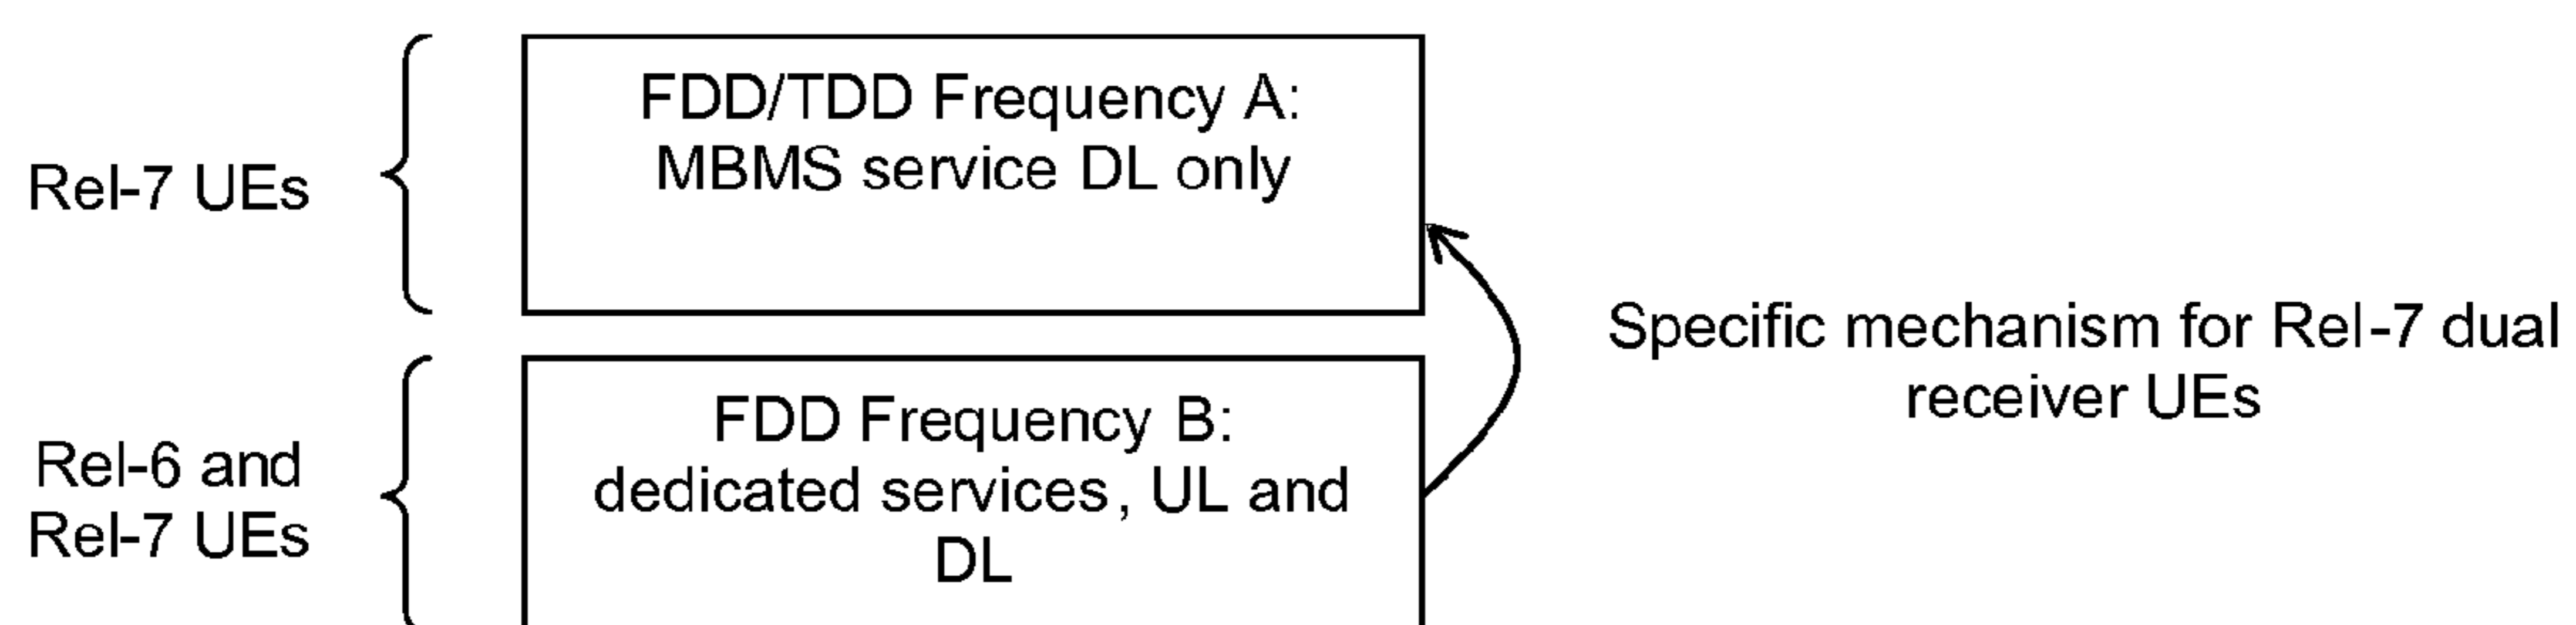 Rel-7 UEs
FDD/TDD Frequency A:
MBMS service DL only
Specific mechanism for Rel-7 dual
receiver UEs
Rel-6 and
Rel-7 UEs
FDD Frequency B:
dedicated services, UL and
DL